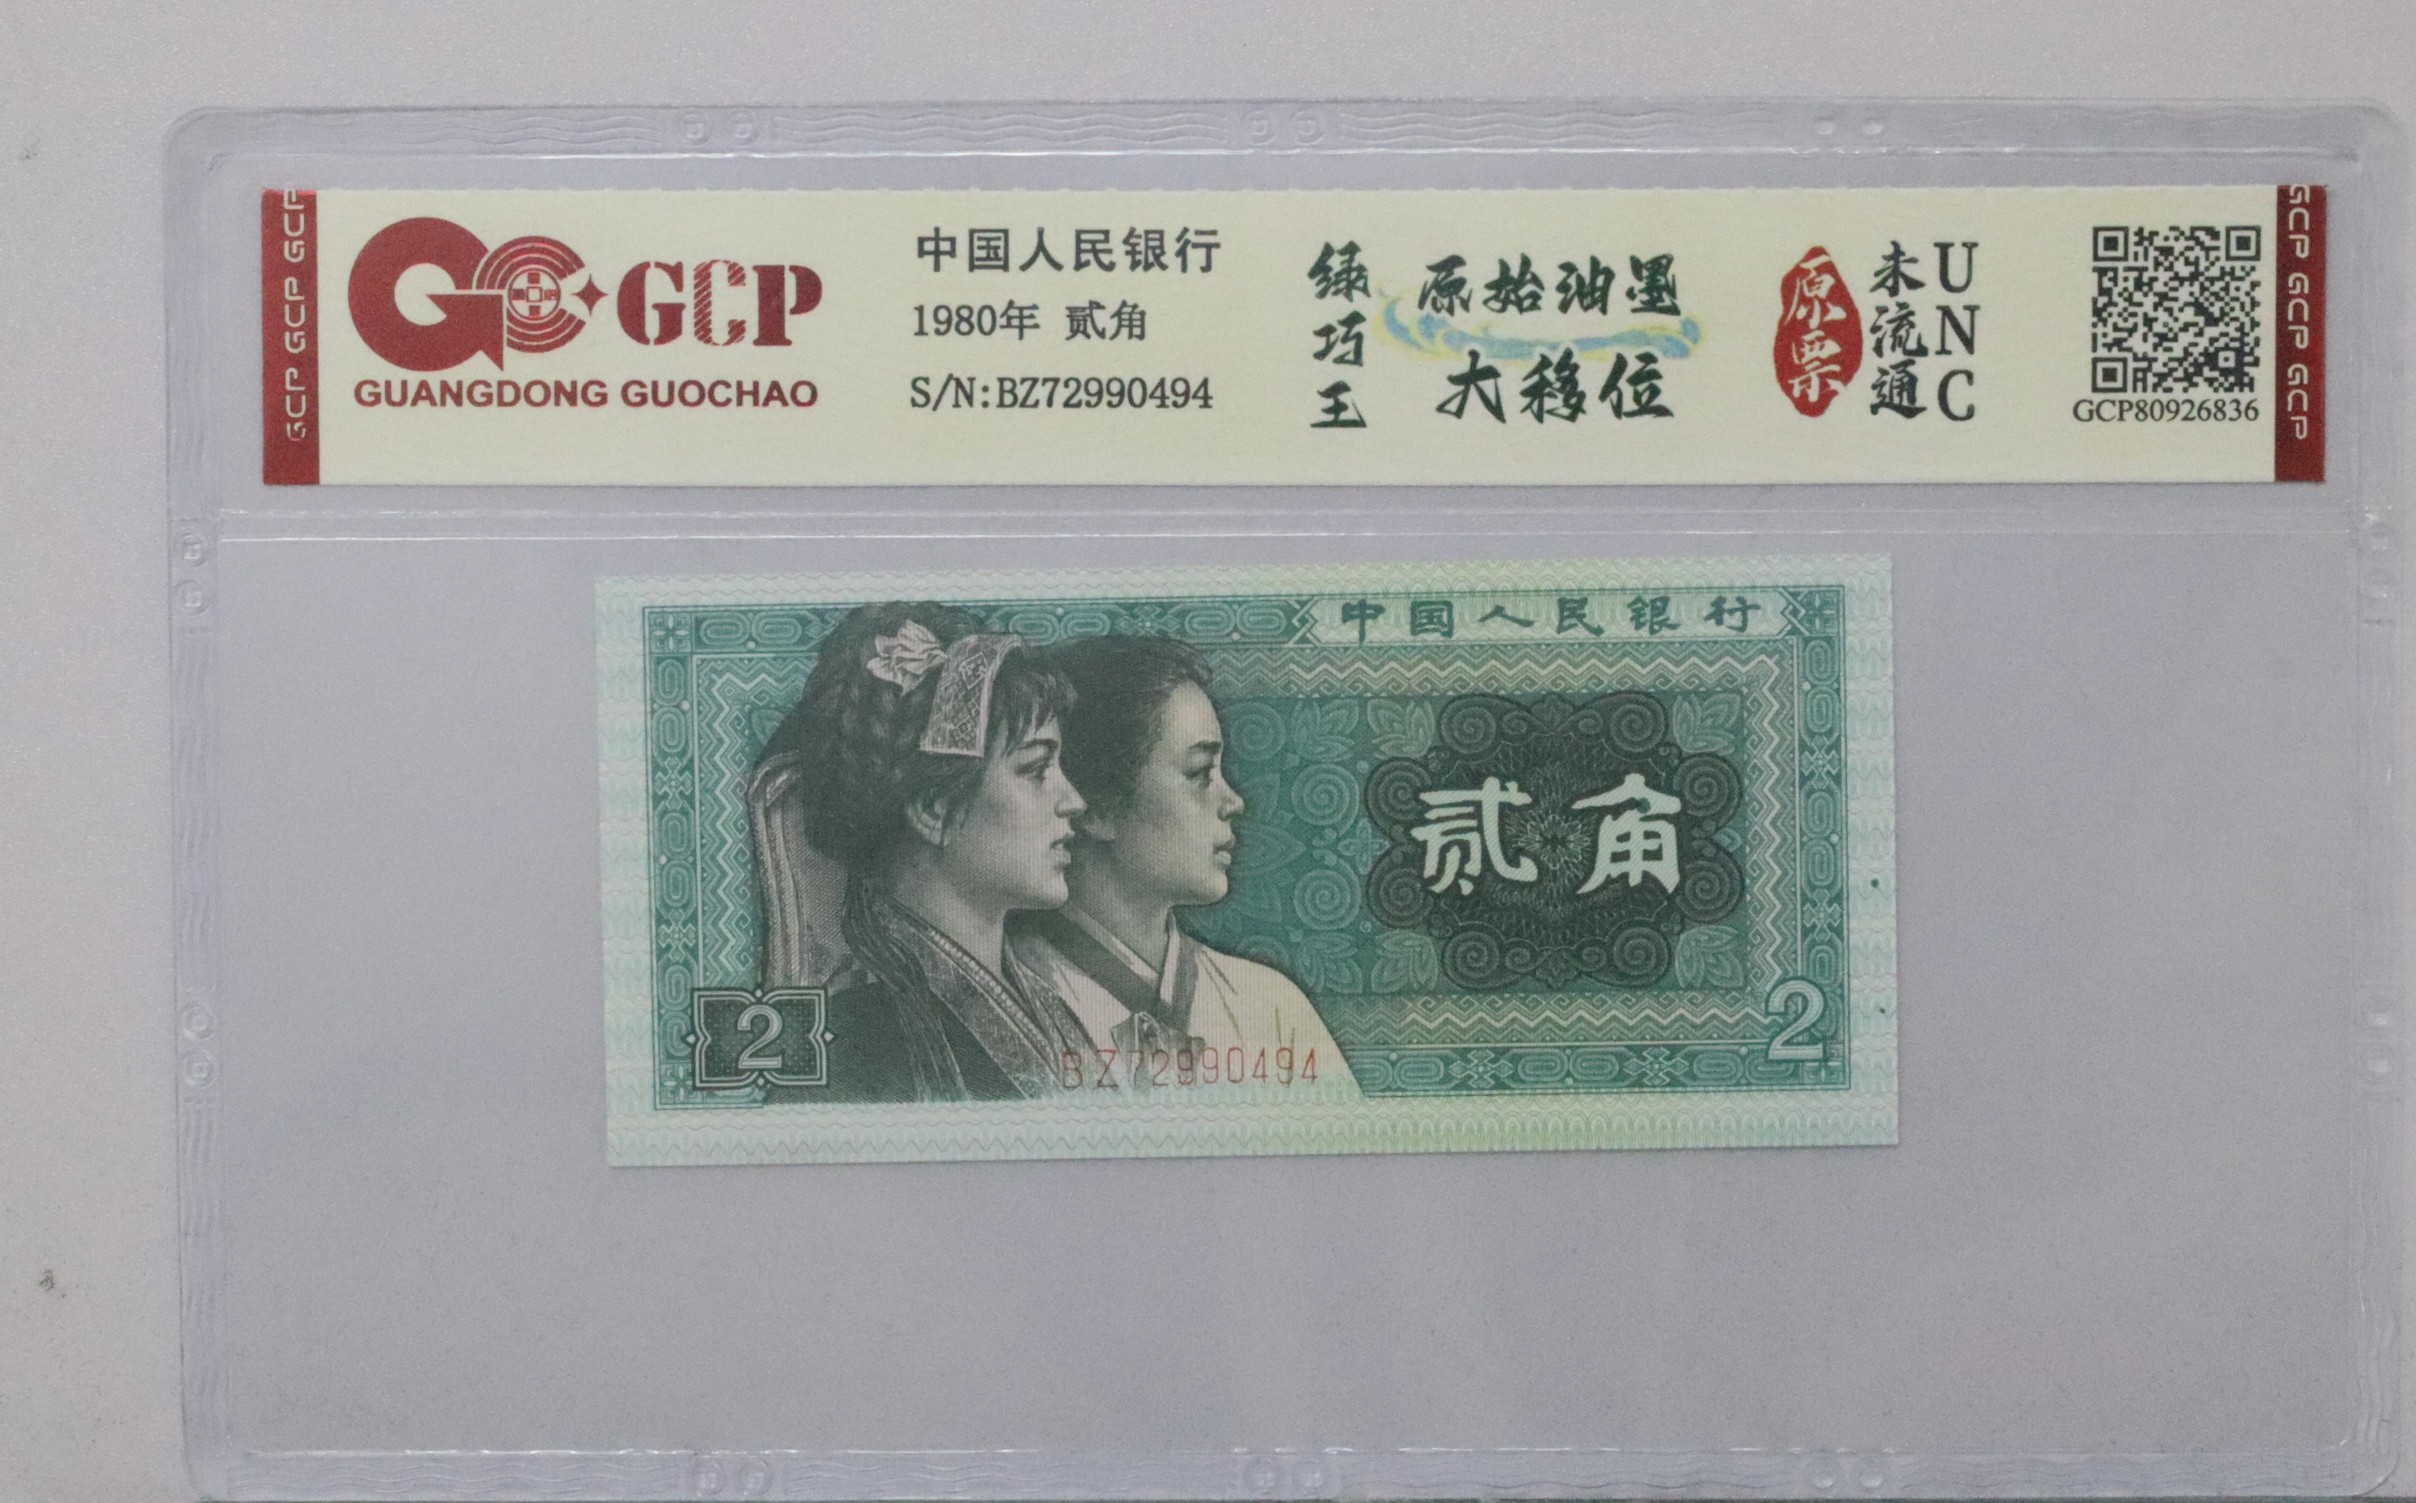 GCP GCP GCP
GCP
GUANGDONG GUOCHAO
中国人民银行
1980年 贰角
S/N:BZ72990494
绿巧王
原始油墨
大移位
原票
未流通
UNC
GCP80926836
GCP GCP GCP
中国人民银行
贰角
2
2
BZ72990494